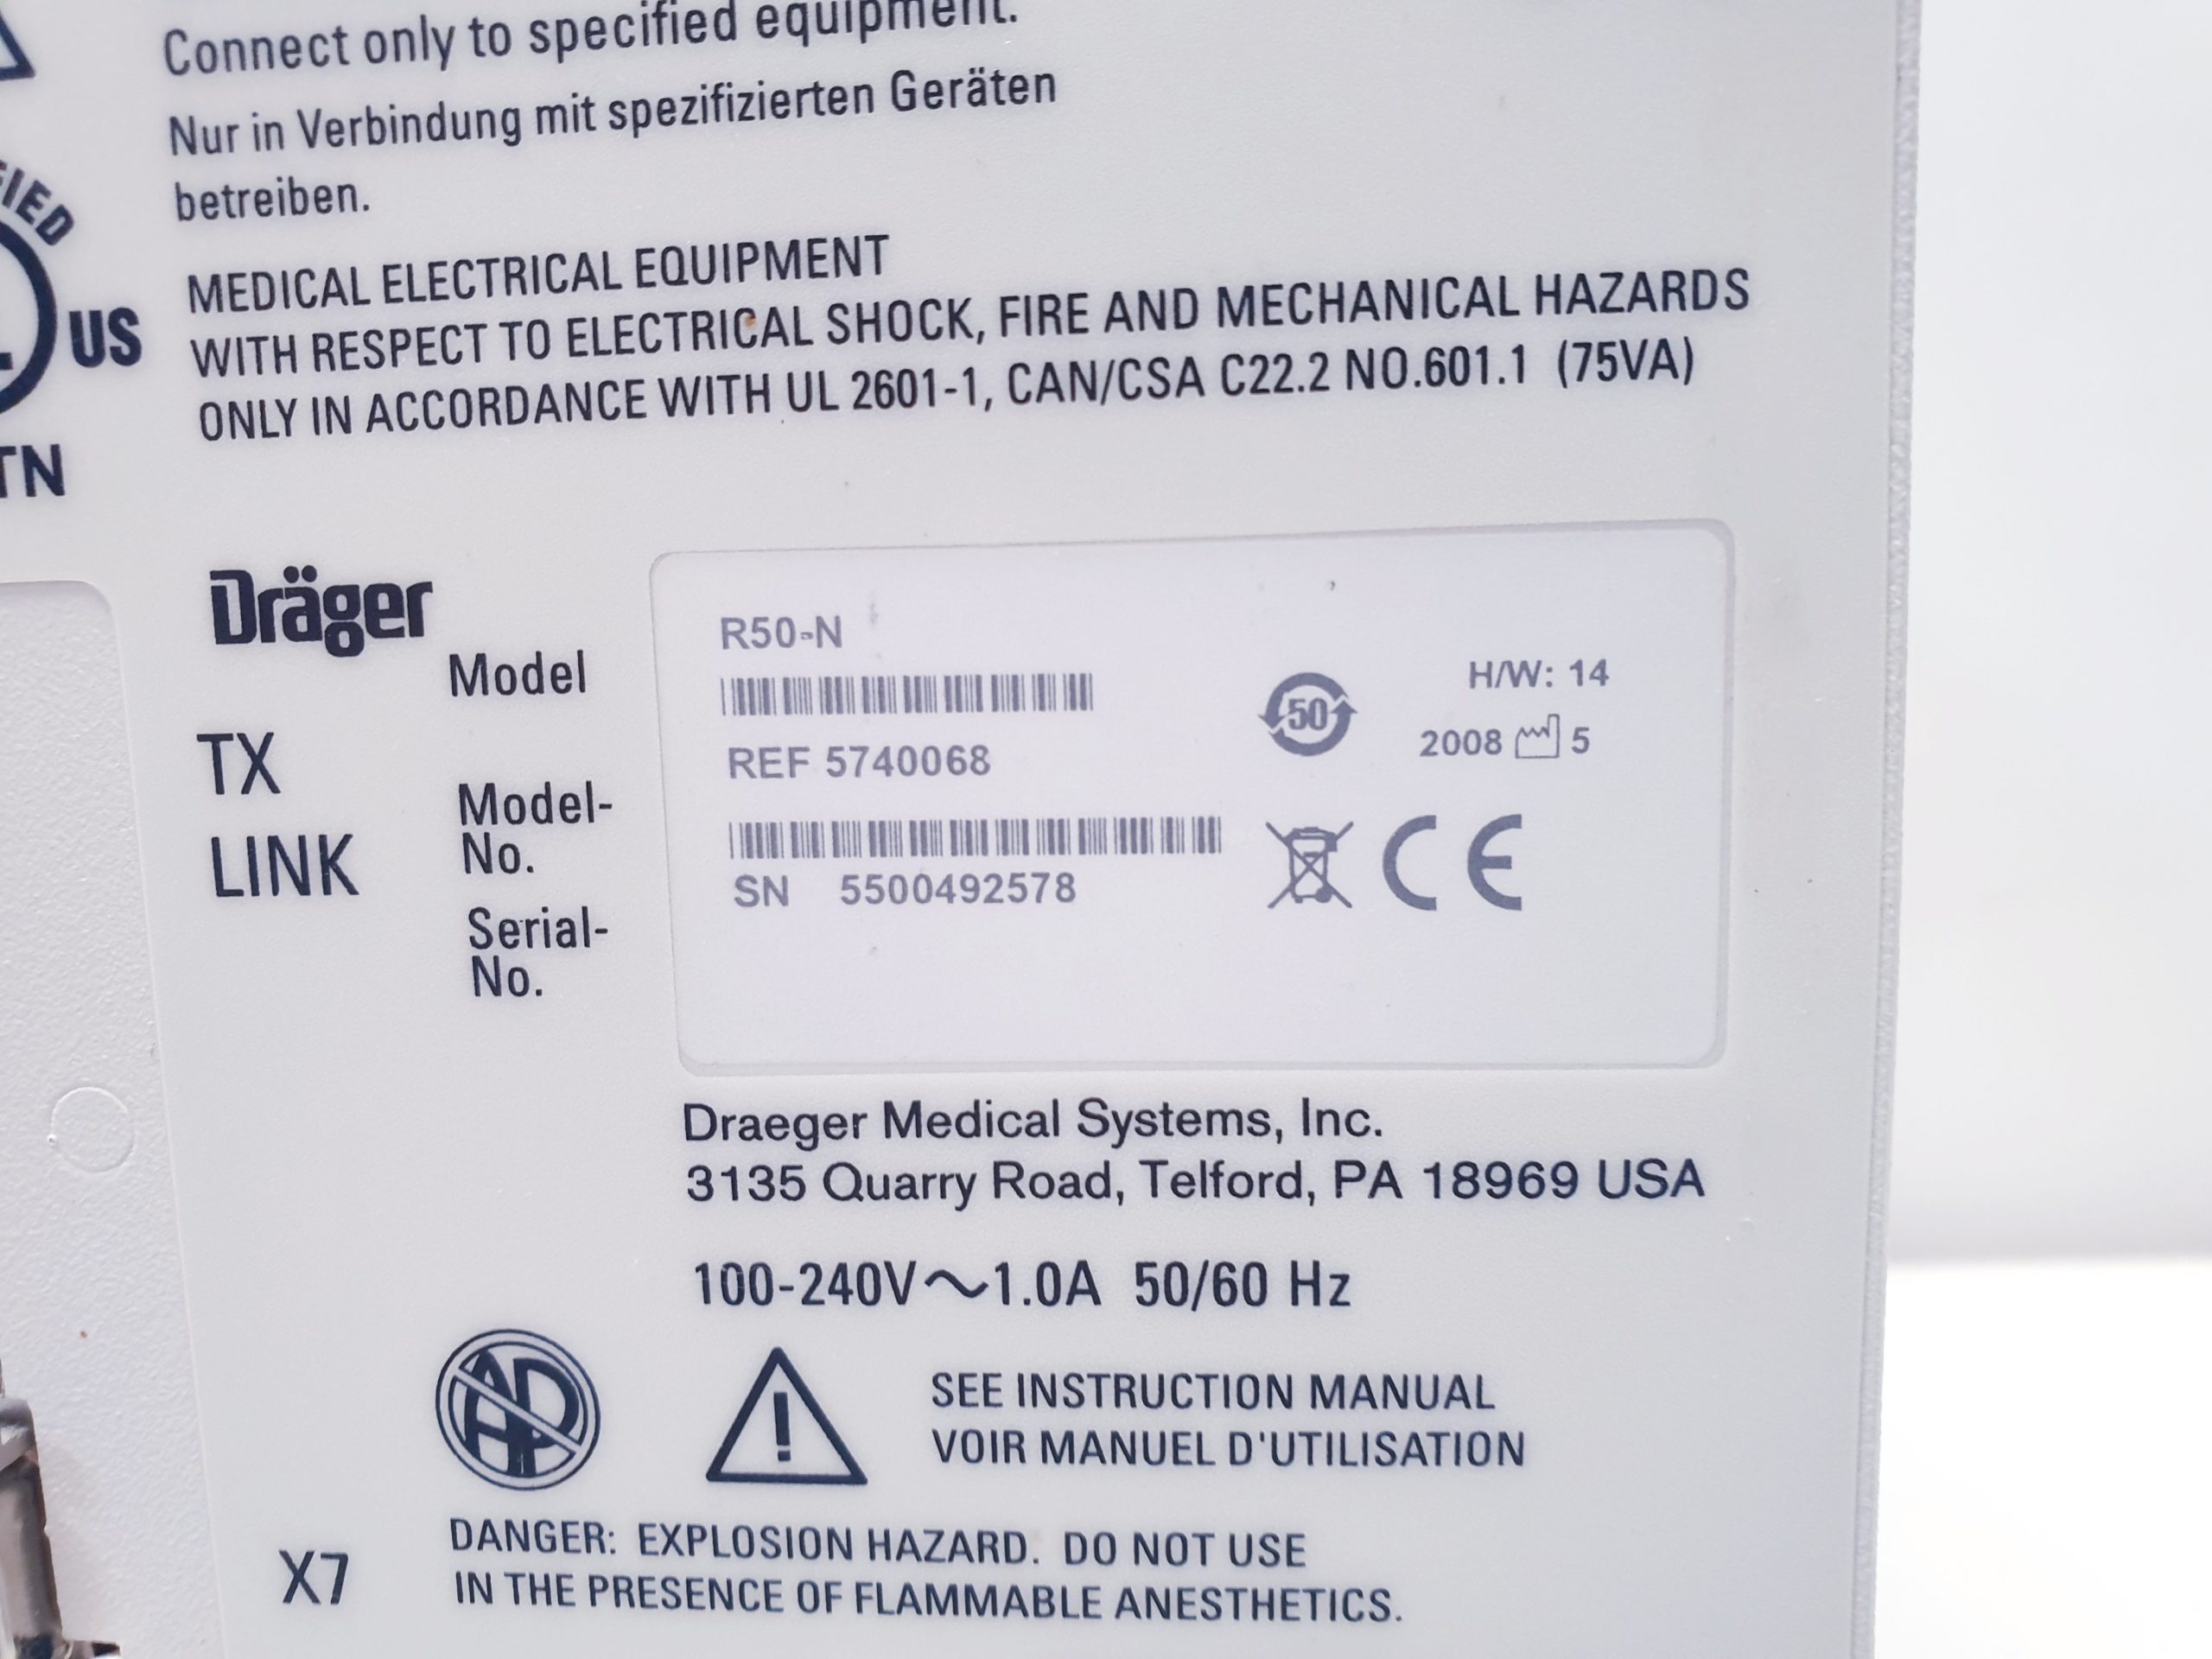 Connect only to specified equipment.
Nur in Verbindung mit spezifizierten Geräten
betreiben.
MEDICAL ELECTRICAL EQUIPMENT
WITH RESPECT TO ELECTRICAL SHOCK, FIRE AND MECHANICAL HAZARDS
ONLY IN ACCORDANCE WITH UL 2601-1, CAN/CSA C22.2 NO.601.1 (75VA)
US
TN
Dräger
Model
R50-N
H/W: 14
50
2008 5
TX
REF 5740068
Model-
No.
LINK
SN 5500492578
CE
Serial-
No.
Draeger Medical Systems, Inc.
3135 Quarry Road, Telford, PA 18969 USA
100-240V~1.0A 50/60 Hz
AP
!
SEE INSTRUCTION MANUAL
VOIR MANUEL D'UTILISATION
X7
DANGER: EXPLOSION HAZARD. DO NOT USE
IN THE PRESENCE OF FLAMMABLE ANESTHETICS.